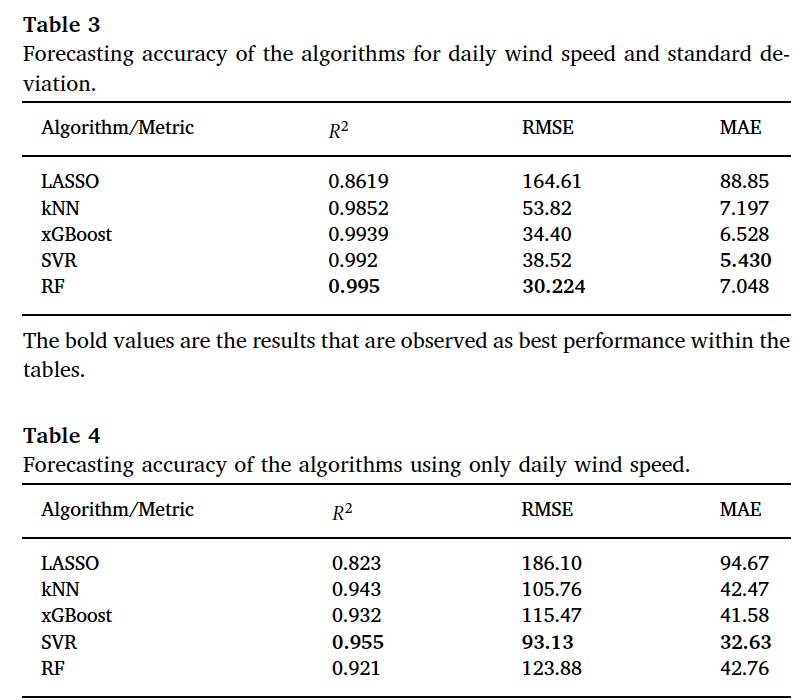 Table 3
Forecasting accuracy of the algorithms for daily wind speed and standard de-
viation.
Algorithm/Metric R² RMSE MAE
LASSO 0.8619 164.61 88.85
kNN 0.9852 53.82 7.197
xGBoost 0.9939 34.40 6.528
SVR 0.992 38.52 5.430
RF 0.995 30.224 7.048
The bold values are the results that are observed as best performance within the
tables.
Table 4
Forecasting accuracy of the algorithms using only daily wind speed.
Algorithm/Metric R² RMSE MAE
LASSO 0.823 186.10 94.67
kNN 0.943 105.76 42.47
xGBoost 0.932 115.47 41.58
SVR 0.955 93.13 32.63
RF 0.921 123.88 42.76